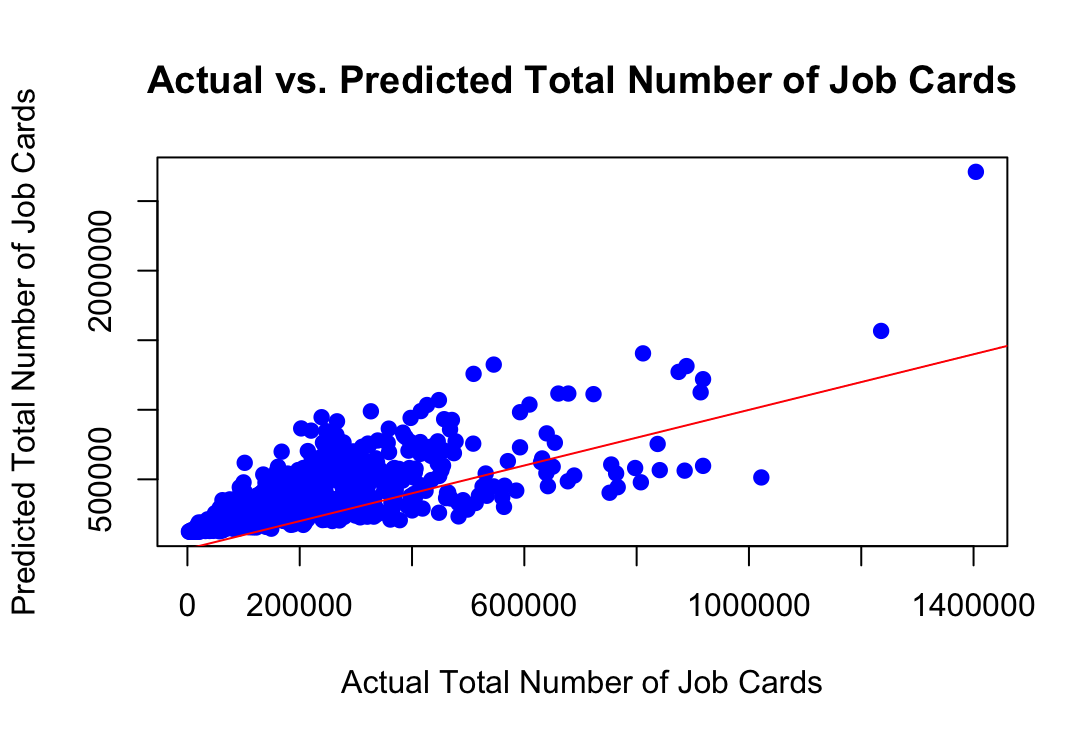 Actual vs. Predicted Total Number of Job Cards
Predicted Total Number of Job Cards
2000000
500000
0 200000 600000 1000000 1400000
Actual Total Number of Job Cards